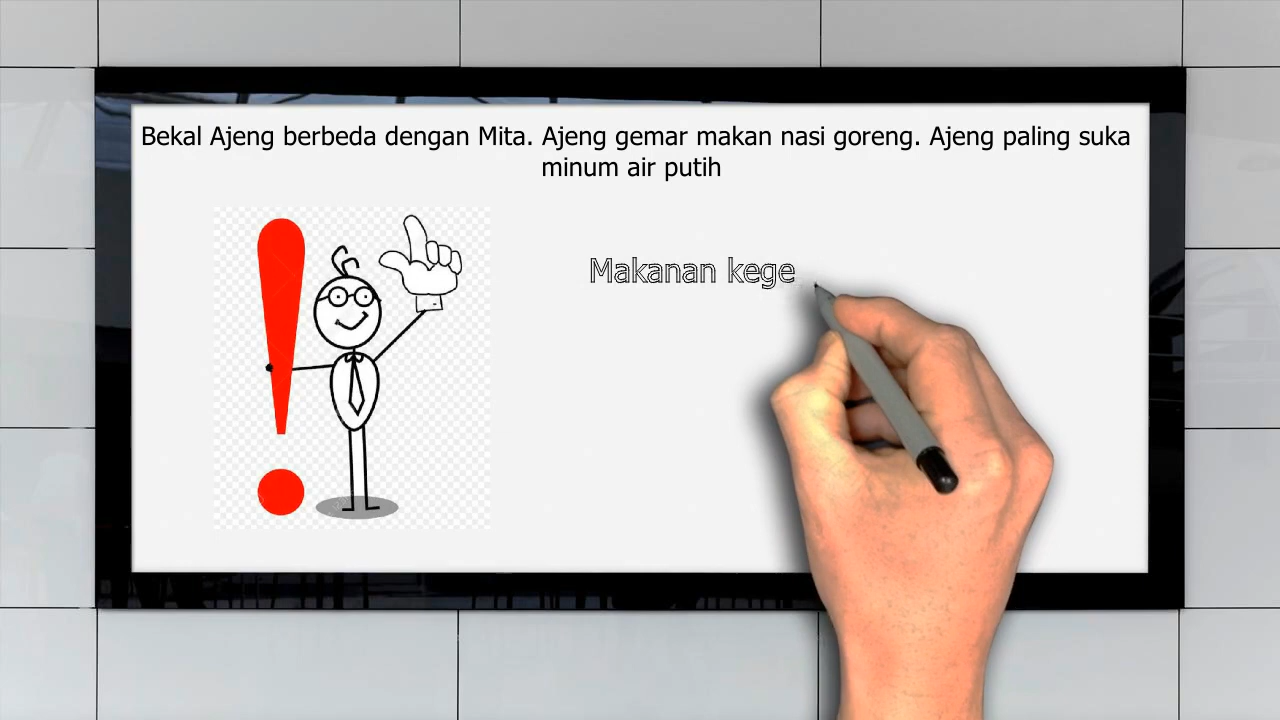 Bekal Ajeng berbeda dengan Mita. Ajeng gemar makan nasi goreng. Ajeng paling suka
minum air putih
Makanan kege